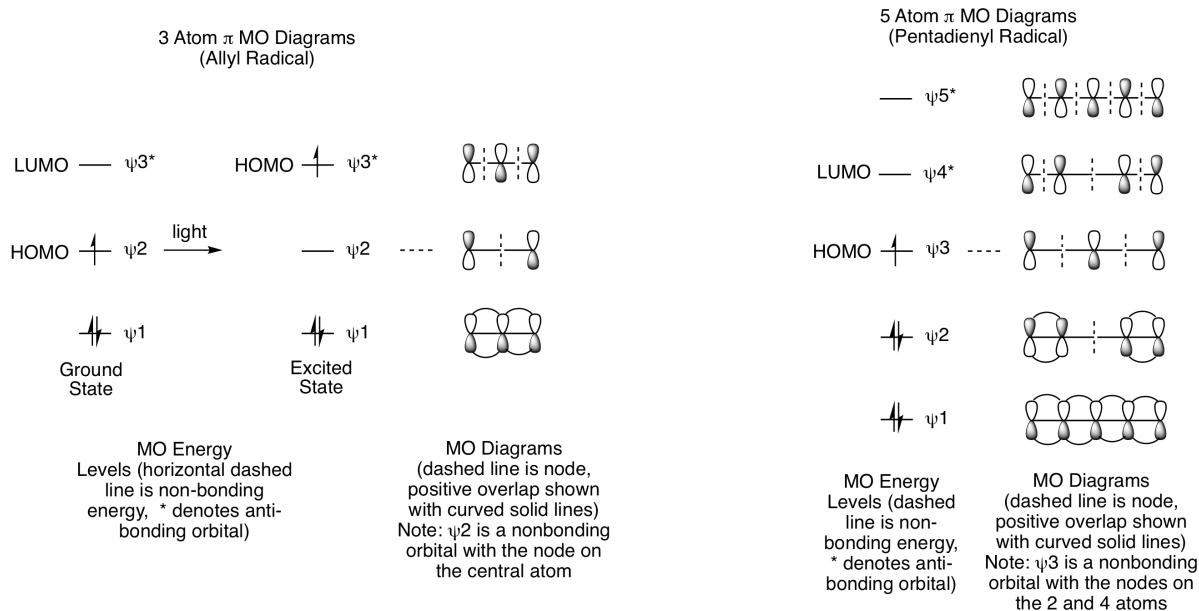 3 Atom π MO Diagrams
(Allyl Radical)
LUMO ψ3* HOMO ψ3*
HOMO ψ2 light ψ2
ψ1 ψ1
Ground
State
Excited
State
MO Energy
Levels (horizontal dashed
line is non-bonding
energy, * denotes anti-
bonding orbital)
MO Diagrams
(dashed line is node,
positive overlap shown
with curved solid lines)
Note: ψ2 is a nonbonding
orbital with the node on
the central atom
5 Atom π MO Diagrams
(Pentadienyl Radical)
ψ5*
LUMO ψ4*
HOMO ψ3
ψ2
ψ1
MO Energy
Levels (dashed
line is non-
bonding energy,
* denotes anti-
bonding orbital)
MO Diagrams
(dashed line is node,
positive overlap shown
with curved solid lines)
Note: ψ3 is a nonbonding
orbital with the nodes on
the 2 and 4 atoms